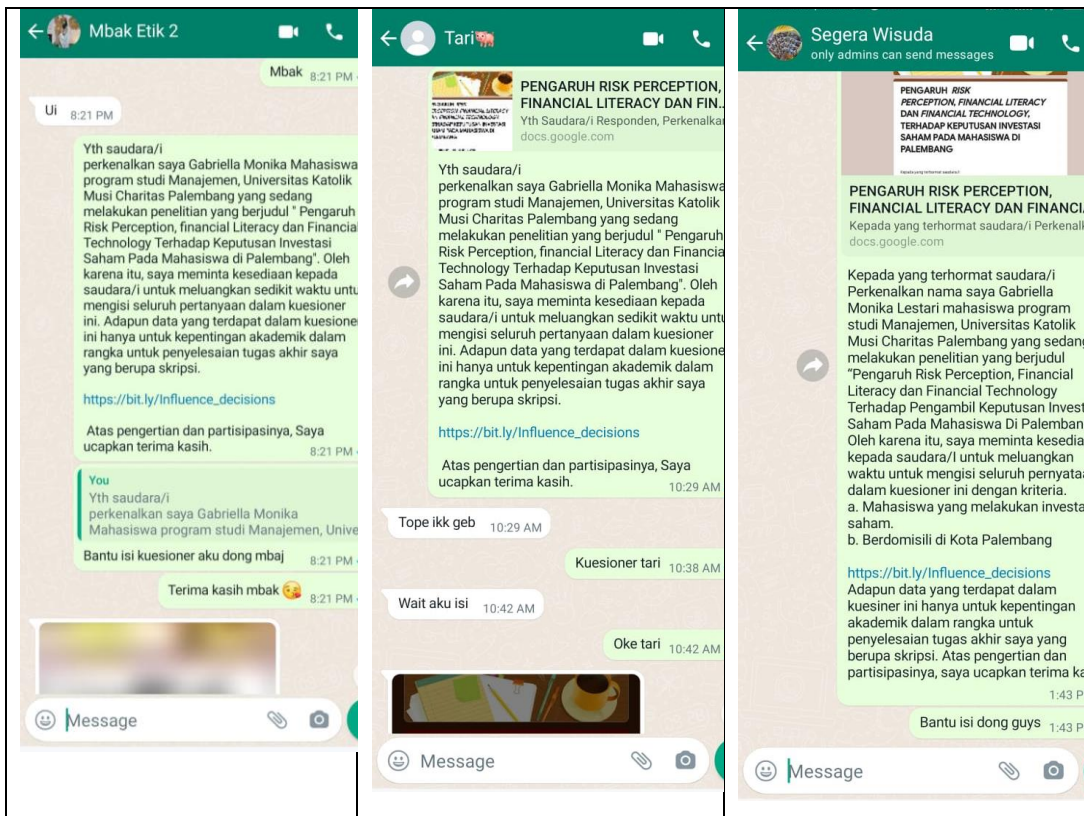 Mbak Etik 2
Mbak 8:21 PM
Ui 8:21 PM
Yth saudara/i
perkenalkan saya Gabriella Monika Mahasiswa
program studi Manajemen, Universitas Katolik
Musi Charitas Palembang yang sedang
melakukan penelitian yang berjudul " Pengaruh
Risk Perception, financial Literacy dan Financial
Technology Terhadap Keputusan Investasi
Saham Pada Mahasiswa di Palembang". Oleh
karena itu, saya meminta kesediaan kepada
saudara/i untuk meluangkan sedikit waktu untu
mengisi seluruh pertanyaan dalam kuesioner
ini. Adapun data yang terdapat dalam kuesione
ini hanya untuk kepentingan akademik dalam
rangka untuk penyelesaian tugas akhir saya
yang berupa skripsi.
https://bit.ly/Influence_decisions
Atas pengertian dan partisipasinya, Saya
ucapkan terima kasih. 8:21 PM
You
Yth saudara/i
perkenalkan saya Gabriella Monika
Mahasiswa program studi Manajemen, Unive
Bantu isi kuesioner aku dong mbaj 8:21 PM
Terima kasih mbak 😘 8:21 PM
Message
Tari🐖
PENGARUH RISK PERCEPTION,
FINANCIAL LITERACY DAN FIN...
Yth Saudara/i Responden, Perkenalkan
docs.google.com
Yth saudara/i
perkenalkan saya Gabriella Monika Mahasiswa
program studi Manajemen, Universitas Katolik
Musi Charitas Palembang yang sedang
melakukan penelitian yang berjudul " Pengaruh
Risk Perception, financial Literacy dan Financia
Technology Terhadap Keputusan Investasi
Saham Pada Mahasiswa di Palembang". Oleh
karena itu, saya meminta kesediaan kepada
saudara/i untuk meluangkan sedikit waktu untu
mengisi seluruh pertanyaan dalam kuesioner
ini. Adapun data yang terdapat dalam kuesione
ini hanya untuk kepentingan akademik dalam
rangka untuk penyelesaian tugas akhir saya
yang berupa skripsi.
https://bit.ly/Influence_decisions
Atas pengertian dan partisipasinya, Saya
ucapkan terima kasih. 10:29 AM
Tope ikk geb 10:29 AM
Kuesioner tari 10:38 AM
Wait aku isi 10:42 AM
Oke tari 10:42 AM
Message
Segera Wisuda
only admins can send messages
PENGARUH RISK
PERCEPTION, FINANCIAL LITERACY
DAN FINANCIAL TECHNOLOGY,
TERHADAP KEPUTUSAN INVESTASI
SAHAM PADA MAHASISWA DI
PALEMBANG
PENGARUH RISK PERCEPTION,
FINANCIAL LITERACY DAN FINANCI.
Kepada yang terhormat saudara/i Perkenalk
docs.google.com
Kepada yang terhormat saudara/i
Perkenalkan nama saya Gabriella
Monika Lestari mahasiswa program
studi Manajemen, Universitas Katolik
Musi Charitas Palembang yang sedang
melakukan penelitian yang berjudul
"Pengaruh Risk Perception, Financial
Literacy dan Financial Technology
Terhadap Pengambil Keputusan Invest
Saham Pada Mahasiswa Di Palemban
Oleh karena itu, saya meminta kesedia
kepada saudara/I untuk meluangkan
waktu untuk mengisi seluruh pernyataa
dalam kuesioner ini dengan kriteria.
a. Mahasiswa yang melakukan investa
saham.
b. Berdomisili di Kota Palembang
https://bit.ly/Influence_decisions
Adapun data yang terdapat dalam
kuesiner ini hanya untuk kepentingan
akademik dalam rangka untuk
penyelesaian tugas akhir saya yang
berupa skripsi. Atas pengertian dan
partisipasinya, saya ucapkan terima ka
1:43 P
Bantu isi dong guys 1:43 P
Message